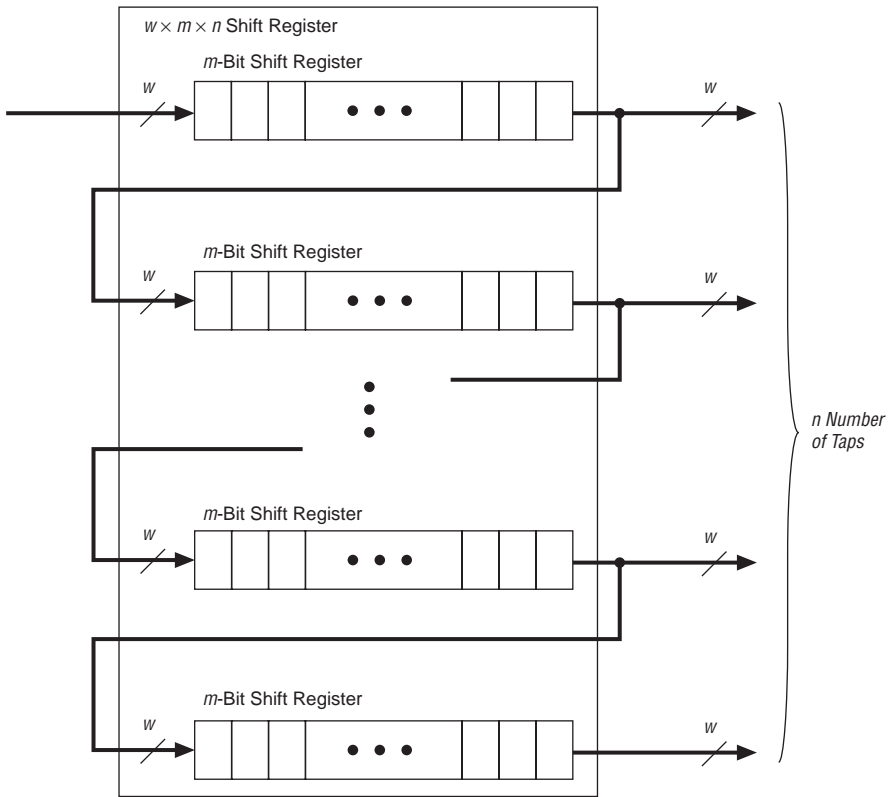 w × m × n Shift Register
m-Bit Shift Register
w
w
m-Bit Shift Register
w
w
n Number
of Taps
m-Bit Shift Register
w
w
m-Bit Shift Register
w
w